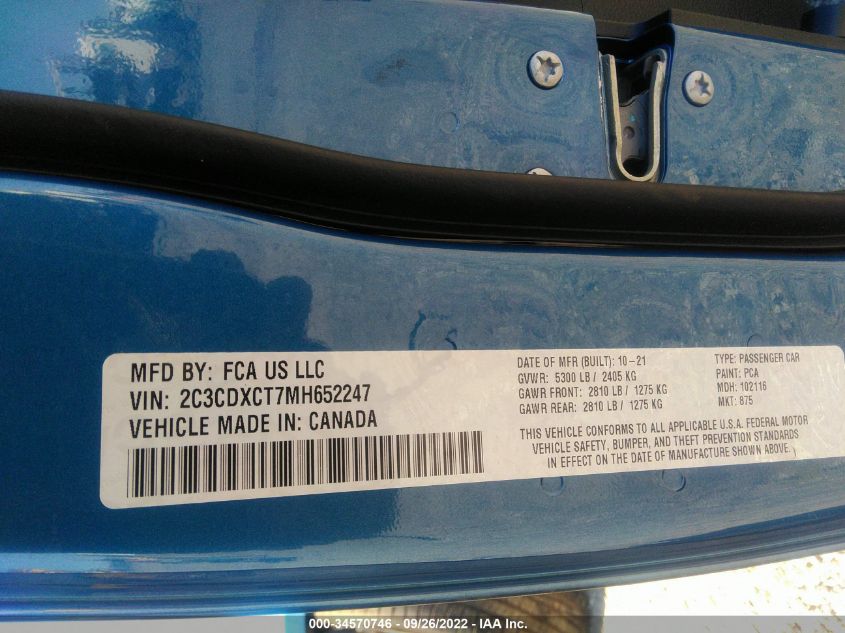 MFD BY: FCA US LLC
VIN: 2C3CDXCT7MH652247
VEHICLE MADE IN: CANADA
DATE OF MFR (BUILT): 10-21
GVWR: 5300 LB / 2405 KG
GAWR FRONT: 2810 LB / 1275 KG
GAWR REAR: 2810 LB / 1275 KG
TYPE: PASSENGER CAR
PAINT: PCA
MDH: 102116
MKT: 875
THIS VEHICLE CONFORMS TO ALL APPLICABLE U.S.A. FEDERAL MOTOR
VEHICLE SAFETY, BUMPER, AND THEFT PREVENTION STANDARDS
IN EFFECT ON THE DATE OF MANUFACTURE SHOWN ABOVE.
000-34570746 - 09/26/2022 - IAA Inc.